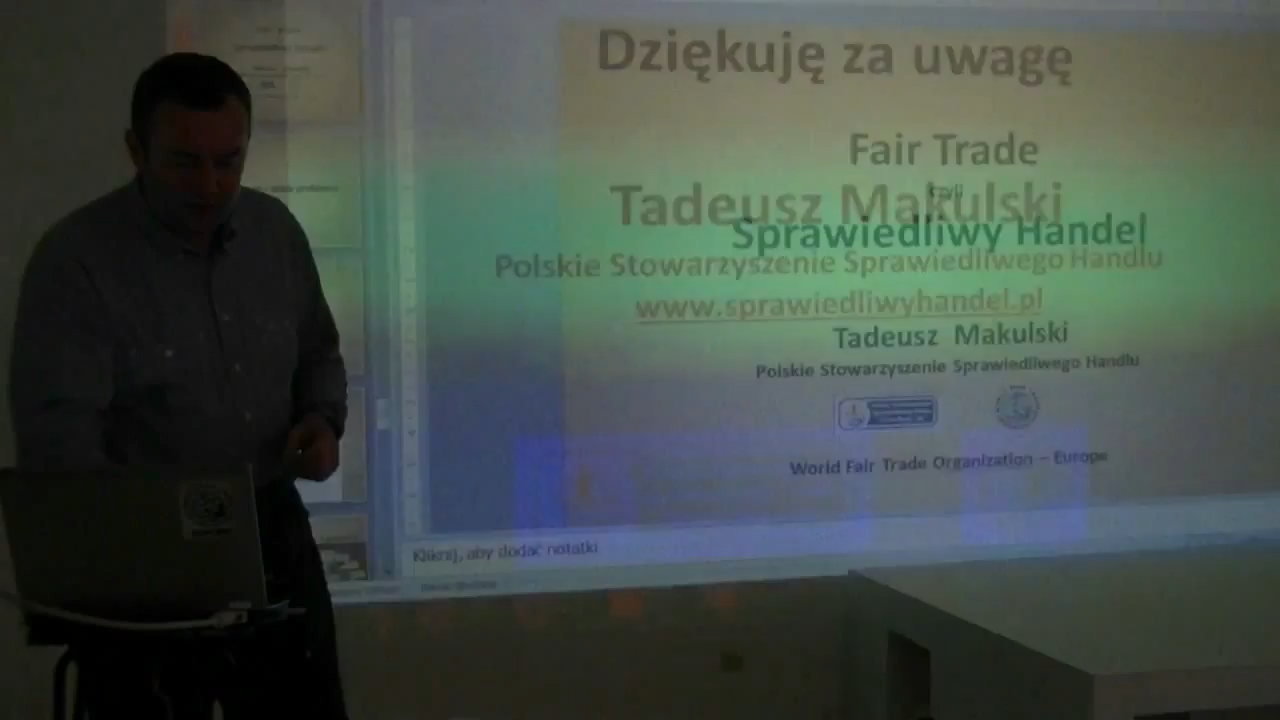 Dziękuję za uwagę
Fair Trade
czyli
Tadeusz Makulski
Sprawiedliwy Handel
Polskie Stowarzyszenie Sprawiedliwego Handlu
www.sprawiedliwyhandel.pl
Tadeusz Makulski
Polskie Stowarzyszenie Sprawiedliwego Handlu
World Fair Trade Organization – Europe
Kliknij, aby dodać notatki